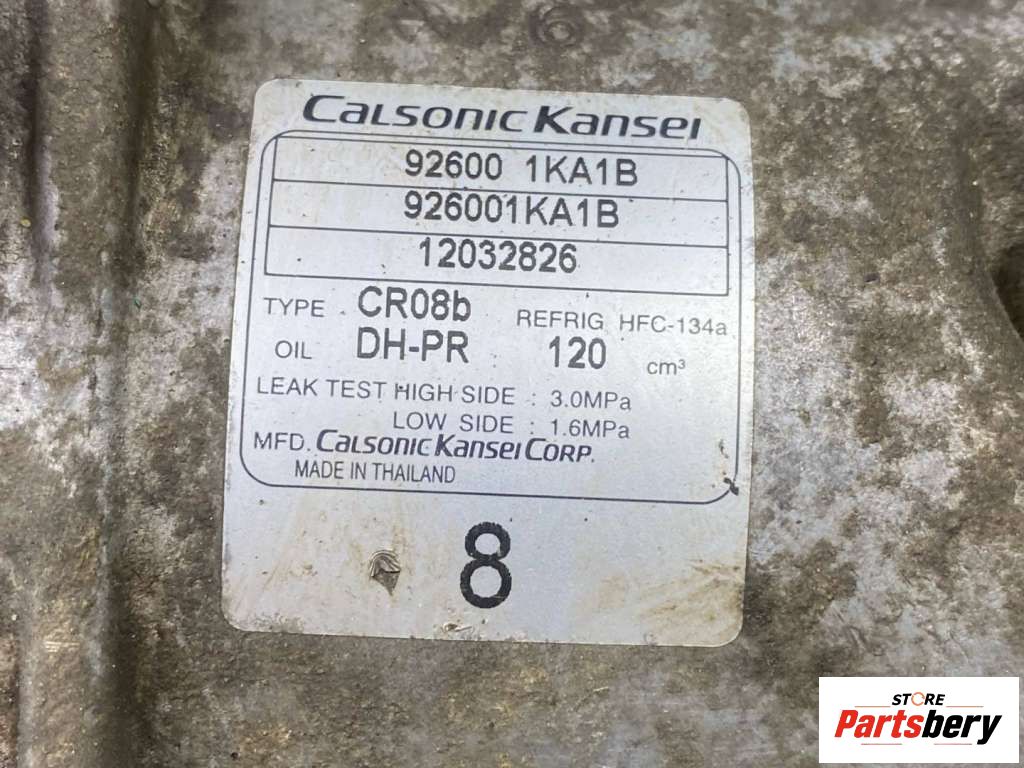 CALSONIC KANSEI
92600 1KA1B
926001KA1B
12032826
TYPE CR08b REFRIG HFC-134a
OIL DH-PR 120 cm³
LEAK TEST HIGH SIDE : 3.0MPa
LOW SIDE : 1.6MPa
MFD. CALSONIC KANSEI CORP.
MADE IN THAILAND
8
STORE
Partsbery